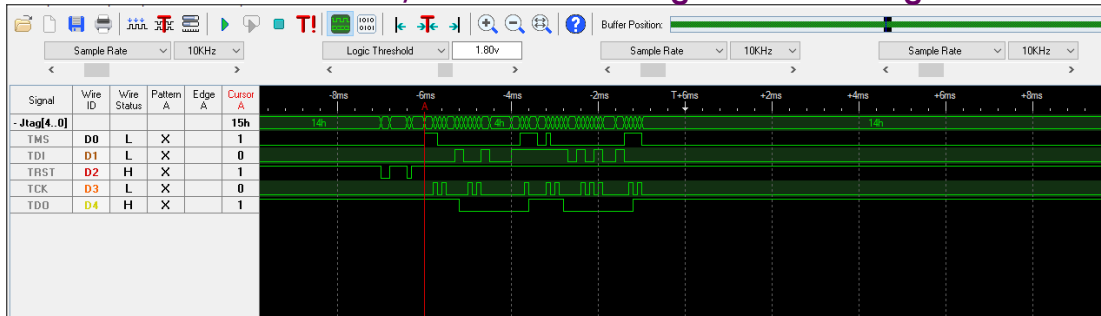 Buffer Position:
Sample Rate 10KHz Logic Threshold 1.80v Sample Rate 10KHz Sample Rate 10KHz
Signal Wire ID Wire Status Pattern A Edge A Cursor A -8ms -6ms -4ms -2ms T+6ms +2ms +4ms +6ms +8ms
A
- Jtag[4..0] 15h 14h 4h 14h
TMS D0 L X 1
TDI D1 L X 0
TRST D2 H X 1
TCK D3 L X 0
TDO D4 H X 1